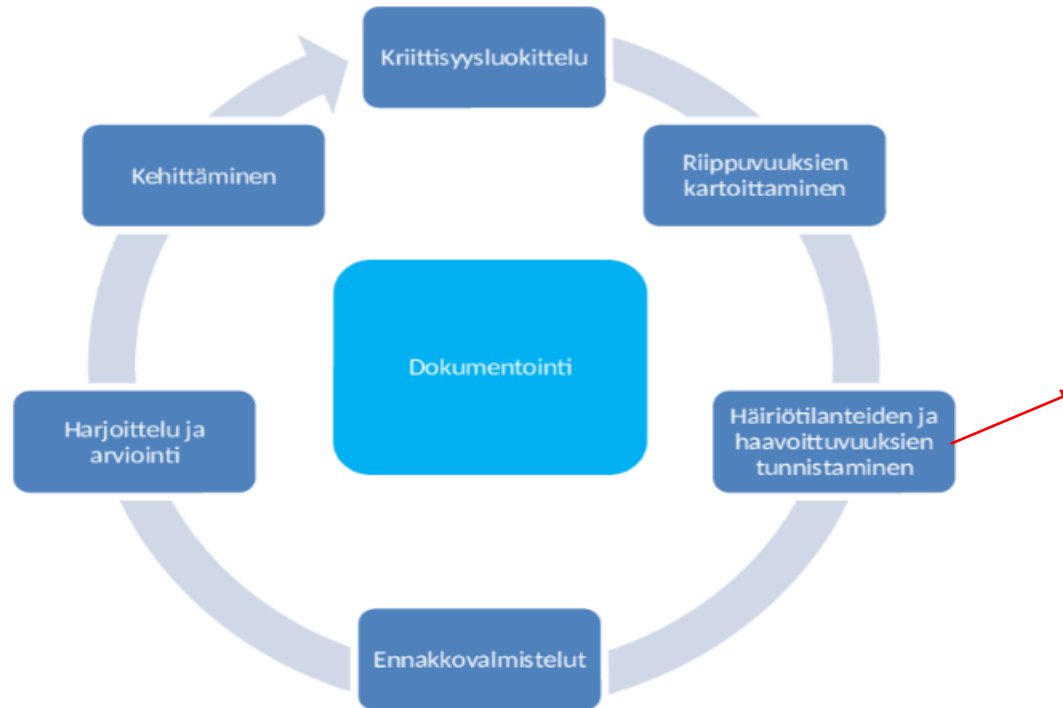 Kriittisyysluokittelu
Riippuvuuksien
kartoittaminen
Häiriötilanteiden ja
haavoittuvuuksien
tunnistaminen
Ennakkovalmistelut
Harjoittelu ja
arviointi
Kehittäminen
Dokumentointi